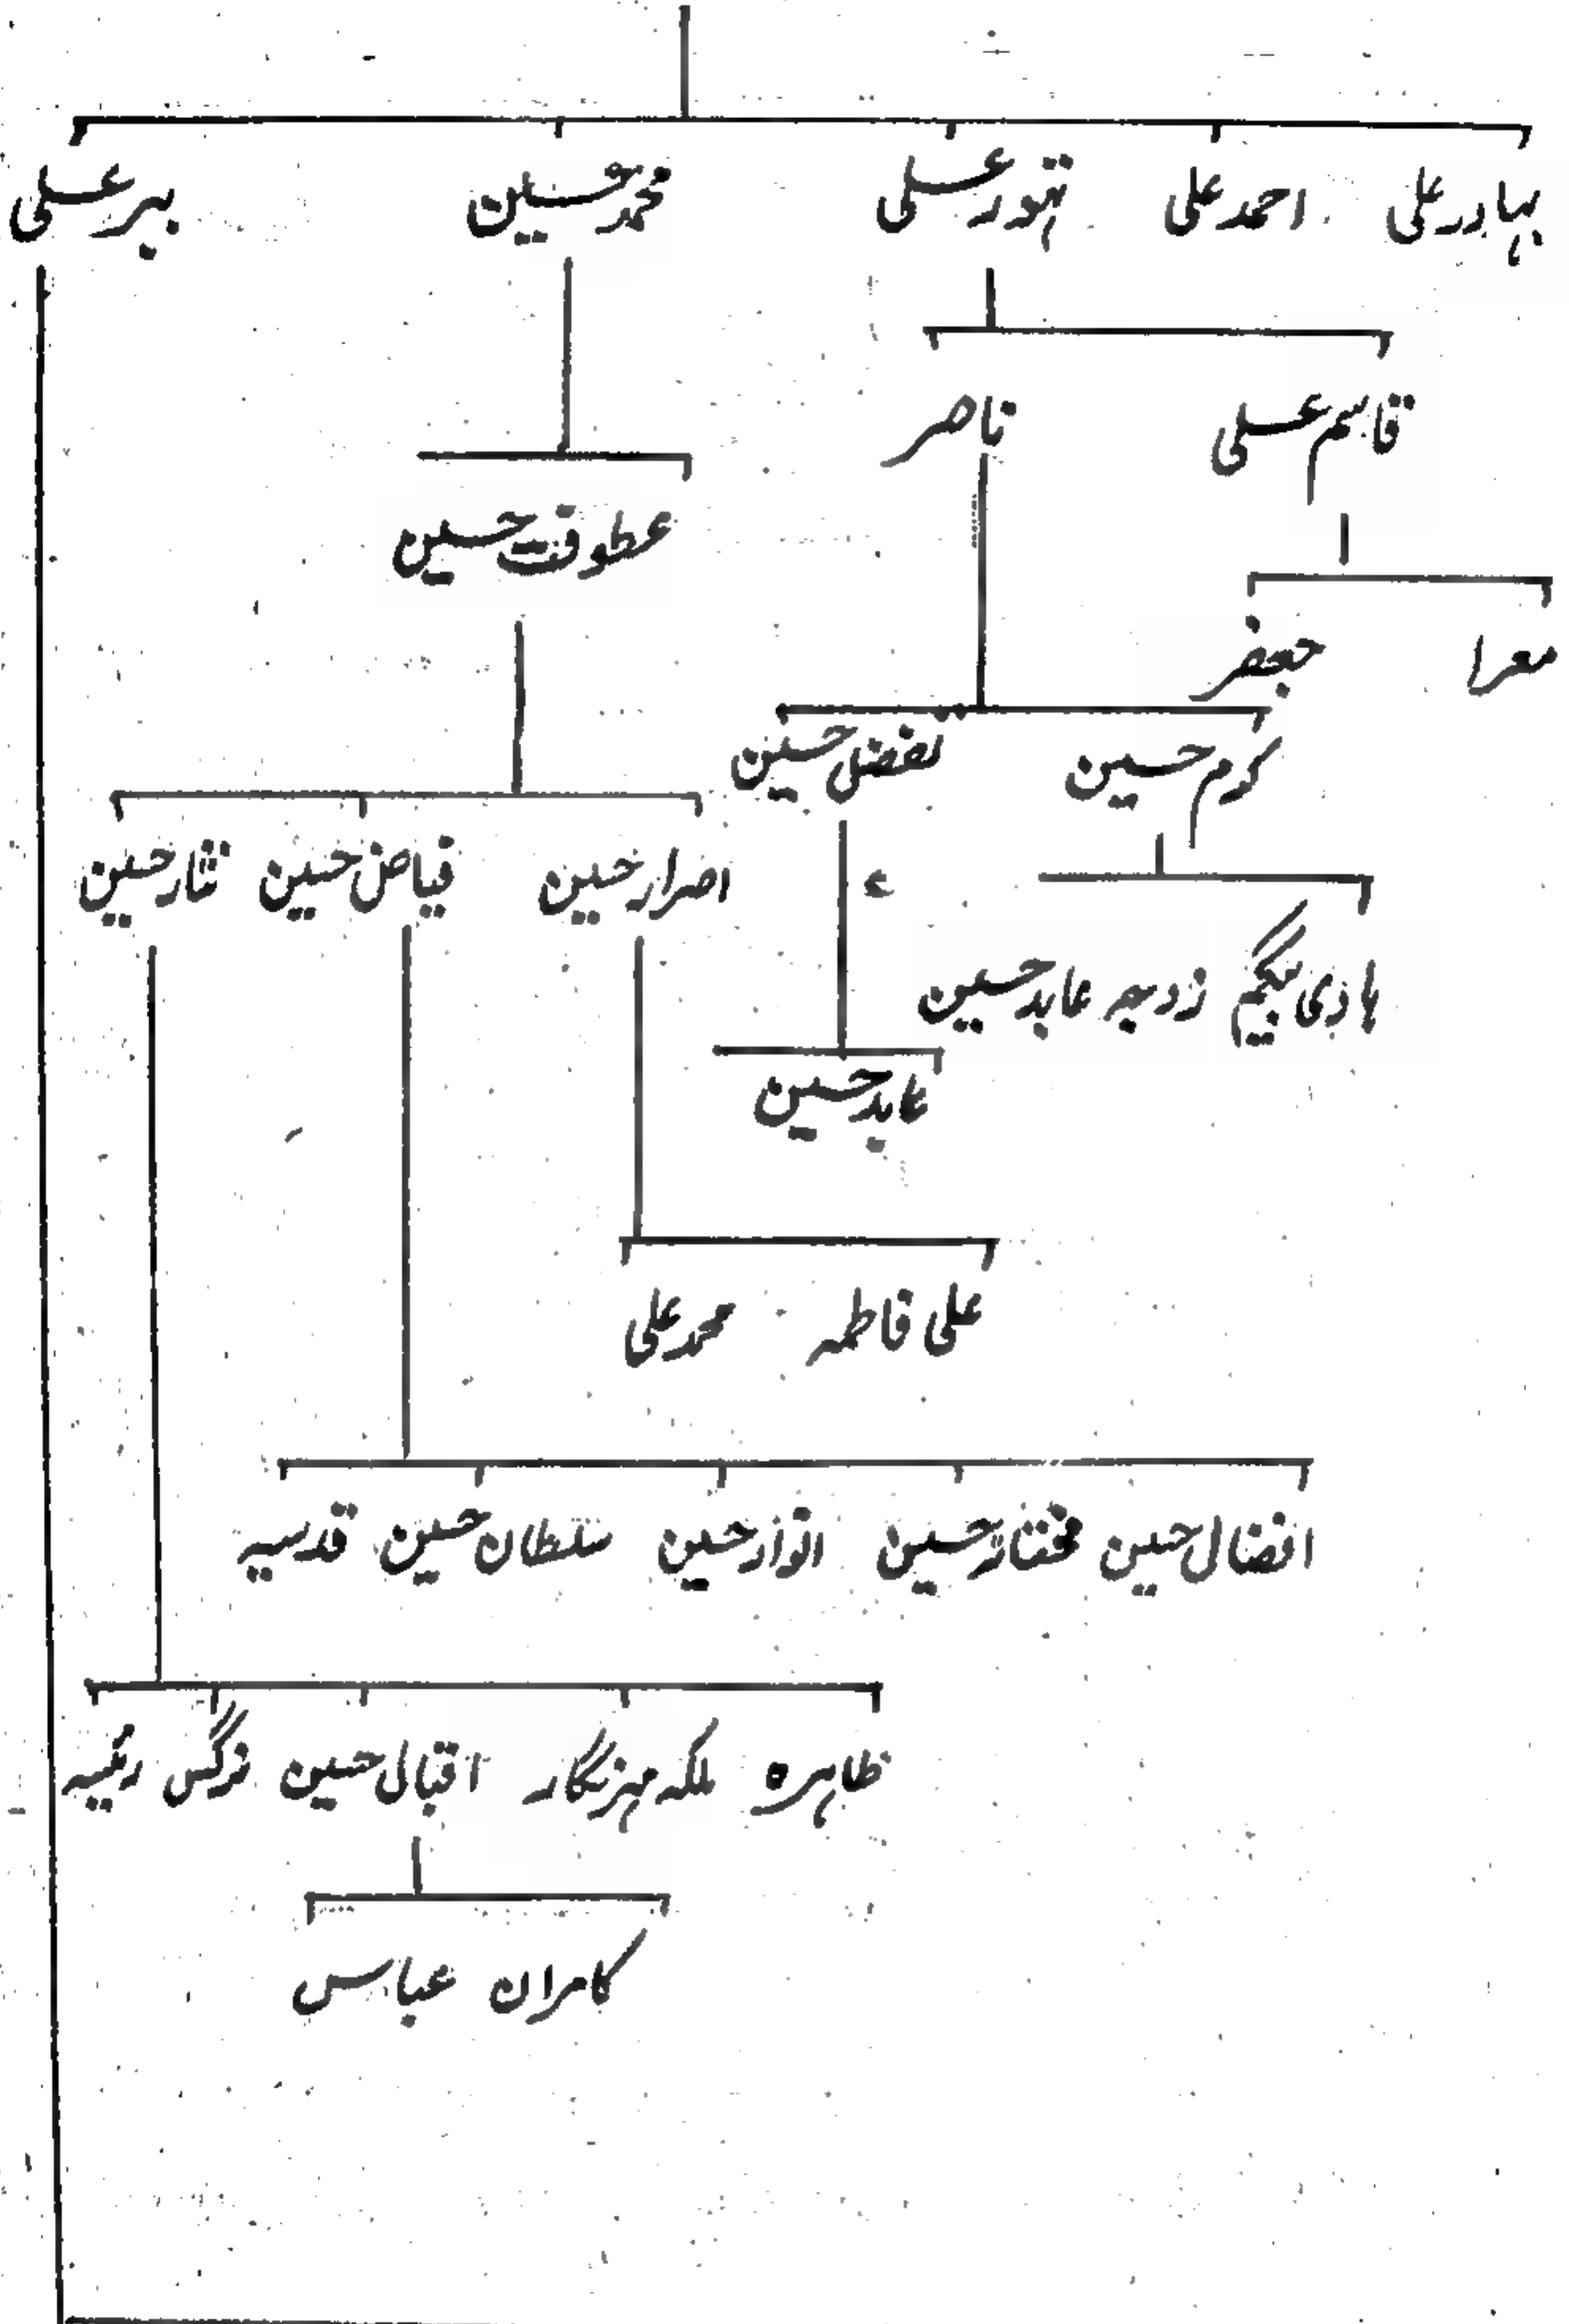 بہادر علی احمد علی تہور علی محمد حسین ببر علی
قاسم علی ناصر
عطوفت حسین
معرا جعفر
کرم حسین تفضل حسین
اصرار حسین فیاض حسین نثار حسین
ہادی بیگم زوجہ عابد حسین
عابد حسین
علی فاطمہ محمد علی
افضال حسین مختار حسین انوار حسین سلطان حسین قدسیہ
طاہرہ ملکہ مہر نگار اقبال حسین نرگس رئیسہ
کامران عباس